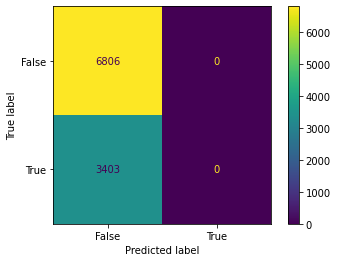 False
6806
0
True
3403
0
False
True
Predicted label
True label
6000
5000
4000
3000
2000
1000
0